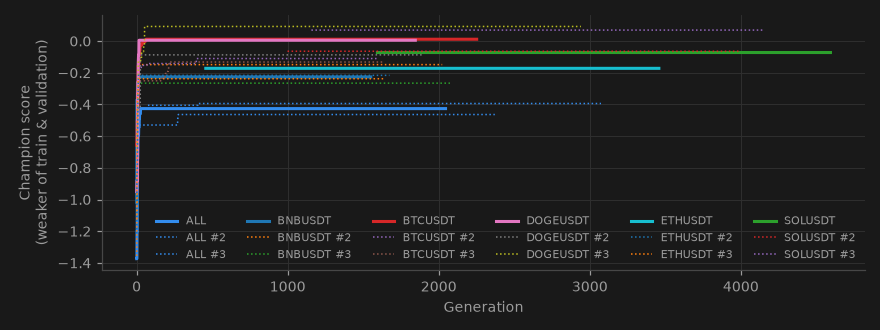 Champion score
(weaker of train & validation)
0.0
−0.2
−0.4
−0.6
−0.8
−1.0
−1.2
−1.4
ALL BNBUSDT BTCUSDT DOGEUSDT ETHUSDT SOLUSDT
ALL #2 BNBUSDT #2 BTCUSDT #2 DOGEUSDT #2 ETHUSDT #2 SOLUSDT #2
ALL #3 BNBUSDT #3 BTCUSDT #3 DOGEUSDT #3 ETHUSDT #3 SOLUSDT #3
0 1000 2000 3000 4000
Generation